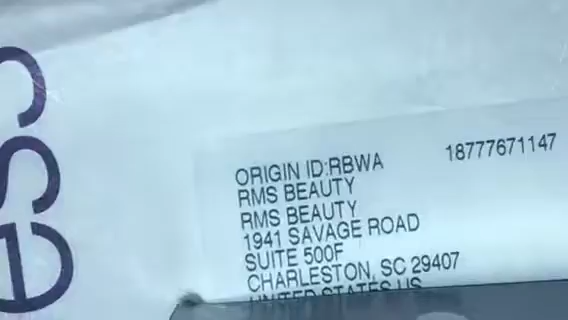 ess
ORIGIN ID:RBWA 18777671147
RMS BEAUTY
RMS BEAUTY
1941 SAVAGE ROAD
SUITE 500F
CHARLESTON, SC 29407
UNITED STATES US